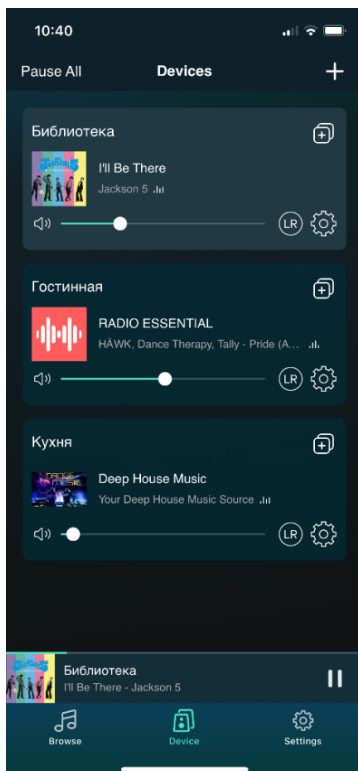 10:40
Pause All Devices +
Библиотека
I'll Be There
Jackson 5
LR
Гостинная
RADIO ESSENTIAL
HÄWK, Dance Therapy, Tally - Pride (A...
LR
Кухня
Deep House Music
Your Deep House Music Source
LR
Библиотека
I'll Be There - Jackson 5
Browse Device Settings